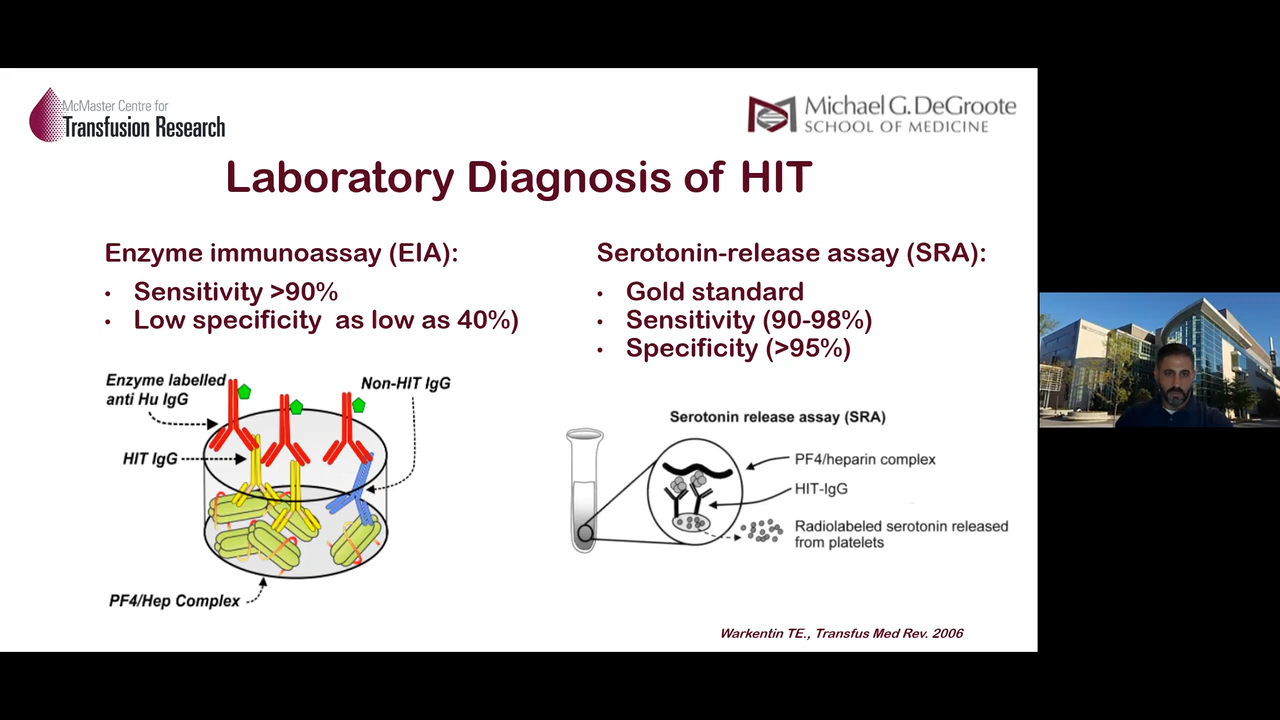 McMaster Centre for
Transfusion Research
Michael G. DeGroote
SCHOOL OF MEDICINE
Laboratory Diagnosis of HIT
Enzyme immunoassay (EIA):
• Sensitivity >90%
• Low specificity  as low as 40%)
Serotonin-release assay (SRA):
• Gold standard
• Sensitivity (90-98%)
• Specificity (>95%)
Enzyme labelled
anti Hu IgG
Non-HIT IgG
HIT IgG
PF4/Hep Complex
Serotonin release assay (SRA)
PF4/heparin complex
HIT-IgG
Radiolabeled serotonin released
from platelets
Warkentin TE., Transfus Med Rev. 2006